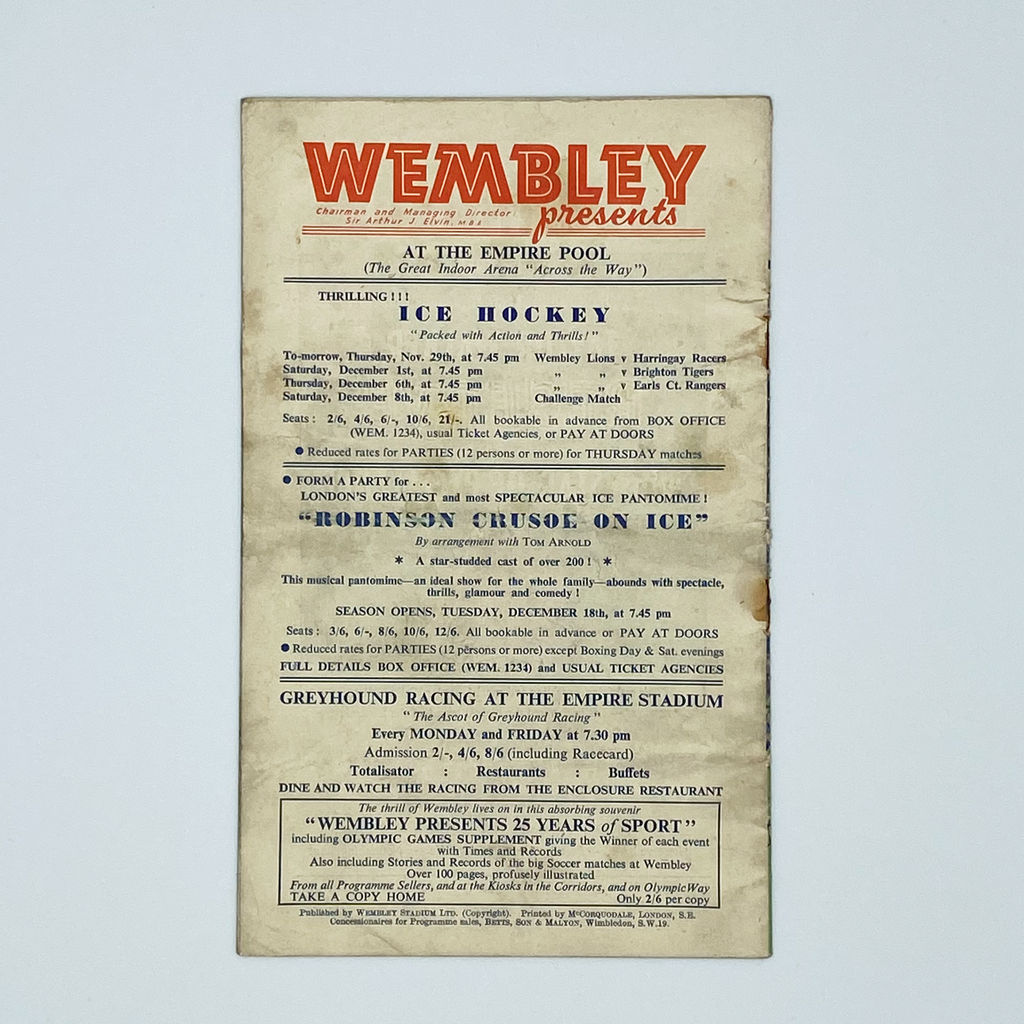 WEMBLEY
presents
Chairman and Managing Director:
Sir Arthur J. Elvin, M B E
AT THE EMPIRE POOL
(The Great Indoor Arena "Across the Way")
THRILLING ! ! !
ICE HOCKEY
"Packed with Action and Thrills!"
To-morrow, Thursday, Nov. 29th, at 7.45 pm Wembley Lions v Harringay Racers
Saturday, December 1st, at 7.45 pm „ „ v Brighton Tigers
Thursday, December 6th, at 7.45 pm „ „ v Earls Ct. Rangers
Saturday, December 8th, at 7.45 pm Challenge Match
Seats : 2/6, 4/6, 6/-, 10/6, 21/-. All bookable in advance from BOX OFFICE
(WEM. 1234), usual Ticket Agencies, or PAY AT DOORS
● Reduced rates for PARTIES (12 persons or more) for THURSDAY matches
● FORM A PARTY for . . .
LONDON'S GREATEST and most SPECTACULAR ICE PANTOMIME !
"ROBINSON CRUSOE ON ICE"
By arrangement with TOM ARNOLD
* A star-studded cast of over 200 ! *
This musical pantomime—an ideal show for the whole family—abounds with spectacle,
thrills, glamour and comedy !
SEASON OPENS, TUESDAY, DECEMBER 18th, at 7.45 pm
Seats : 3/6, 6/-, 8/6, 10/6, 12/6. All bookable in advance or PAY AT DOORS
● Reduced rates for PARTIES (12 persons or more) except Boxing Day & Sat. evenings
FULL DETAILS BOX OFFICE (WEM. 1234) and USUAL TICKET AGENCIES
GREYHOUND RACING AT THE EMPIRE STADIUM
"The Ascot of Greyhound Racing"
Every MONDAY and FRIDAY at 7.30 pm
Admission 2/-, 4/6, 8/6 (including Racecard)
Totalisator : Restaurants : Buffets
DINE AND WATCH THE RACING FROM THE ENCLOSURE RESTAURANT
The thrill of Wembley lives on in this absorbing souvenir
"WEMBLEY PRESENTS 25 YEARS of SPORT"
including OLYMPIC GAMES SUPPLEMENT giving the Winner of each event
with Times and Records
Also including Stories and Records of the big Soccer matches at Wembley
Over 100 pages, profusely illustrated
From all Programme Sellers, and at the Kiosks in the Corridors, and on Olympic Way
TAKE A COPY HOME Only 2/6 per copy
Published by WEMBLEY STADIUM LTD. (Copyright). Printed by MCCORQUODALE, LONDON, S.E.
Concessionaires for Programme sales, BETTS, SON & MALYON, Wimbledon, S.W.19.